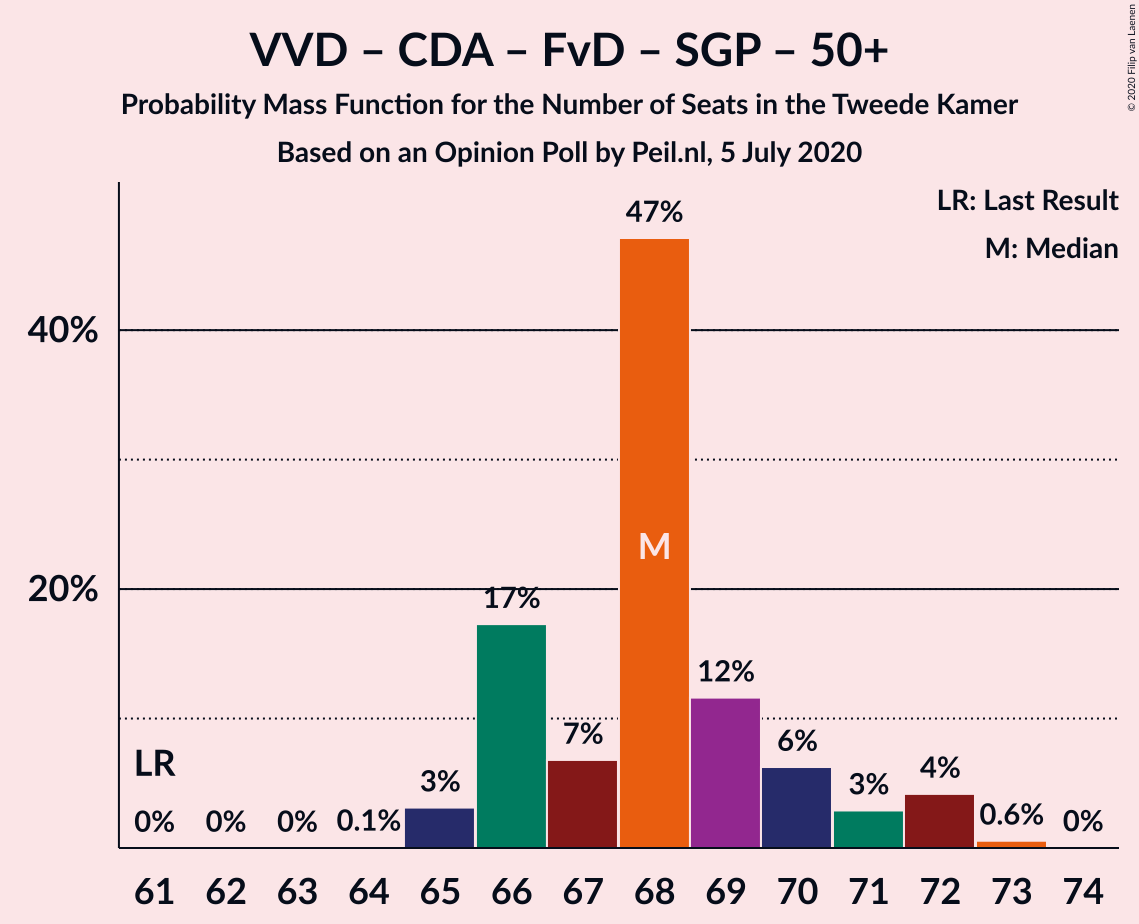 VVD – CDA – FvD – SGP – 50+
Probability Mass Function for the Number of Seats in the Tweede Kamer
Based on an Opinion Poll by Peil.nl, 5 July 2020
© 2020 Filip van Laenen
LR: Last Result
M: Median
47%
40%
M
20%
17%
12%
7%
6%
LR
3%
3%
4%
0%
0%
0%
0.1%
0.6%
0%
61 62 63 64 65 66 67 68 69 70 71 72 73 74